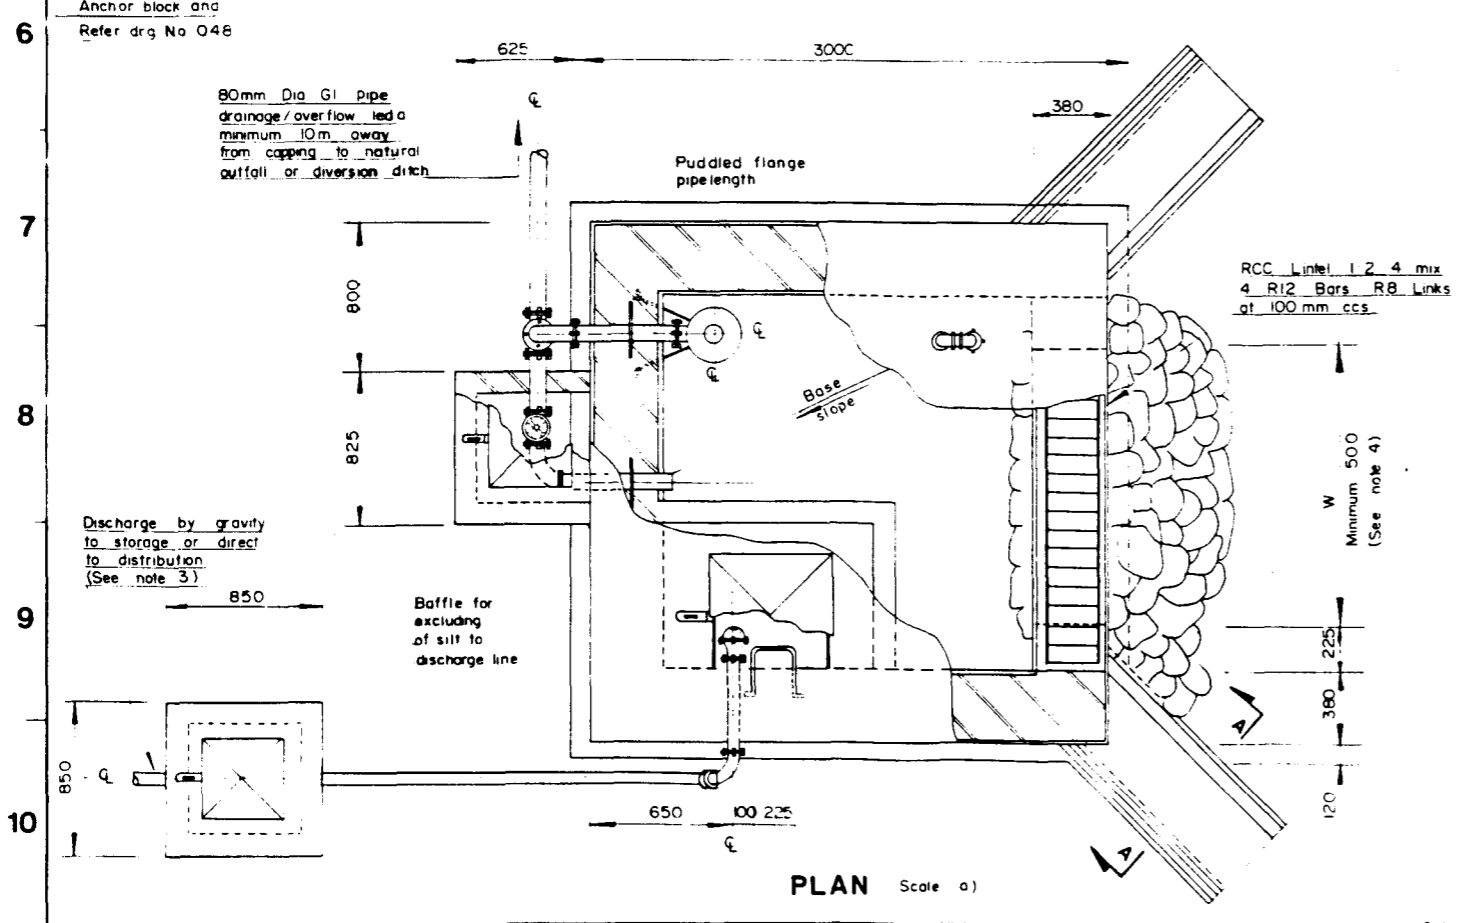 Anchor block and
6
Refer drg No 048
625
3000
80mm Dia GI pipe
drainage/overflow led a
minimum 10m away
from capping to natural
outfall or diversion ditch
380
Puddled flange
pipelength
7
RCC Lintel 1:2 4 mix
4 R12 Bars R8 Links
at 100 mm ccs
800
Base
slope
8
825
W
Minimum 500
(See note 4)
Discharge by gravity
to storage or direct
to distribution
(See note 3)
850
Baffle for
excluding
of silt to
discharge line
9
225
380
A
850
10
650
100 225
120
A
PLAN Scale a)